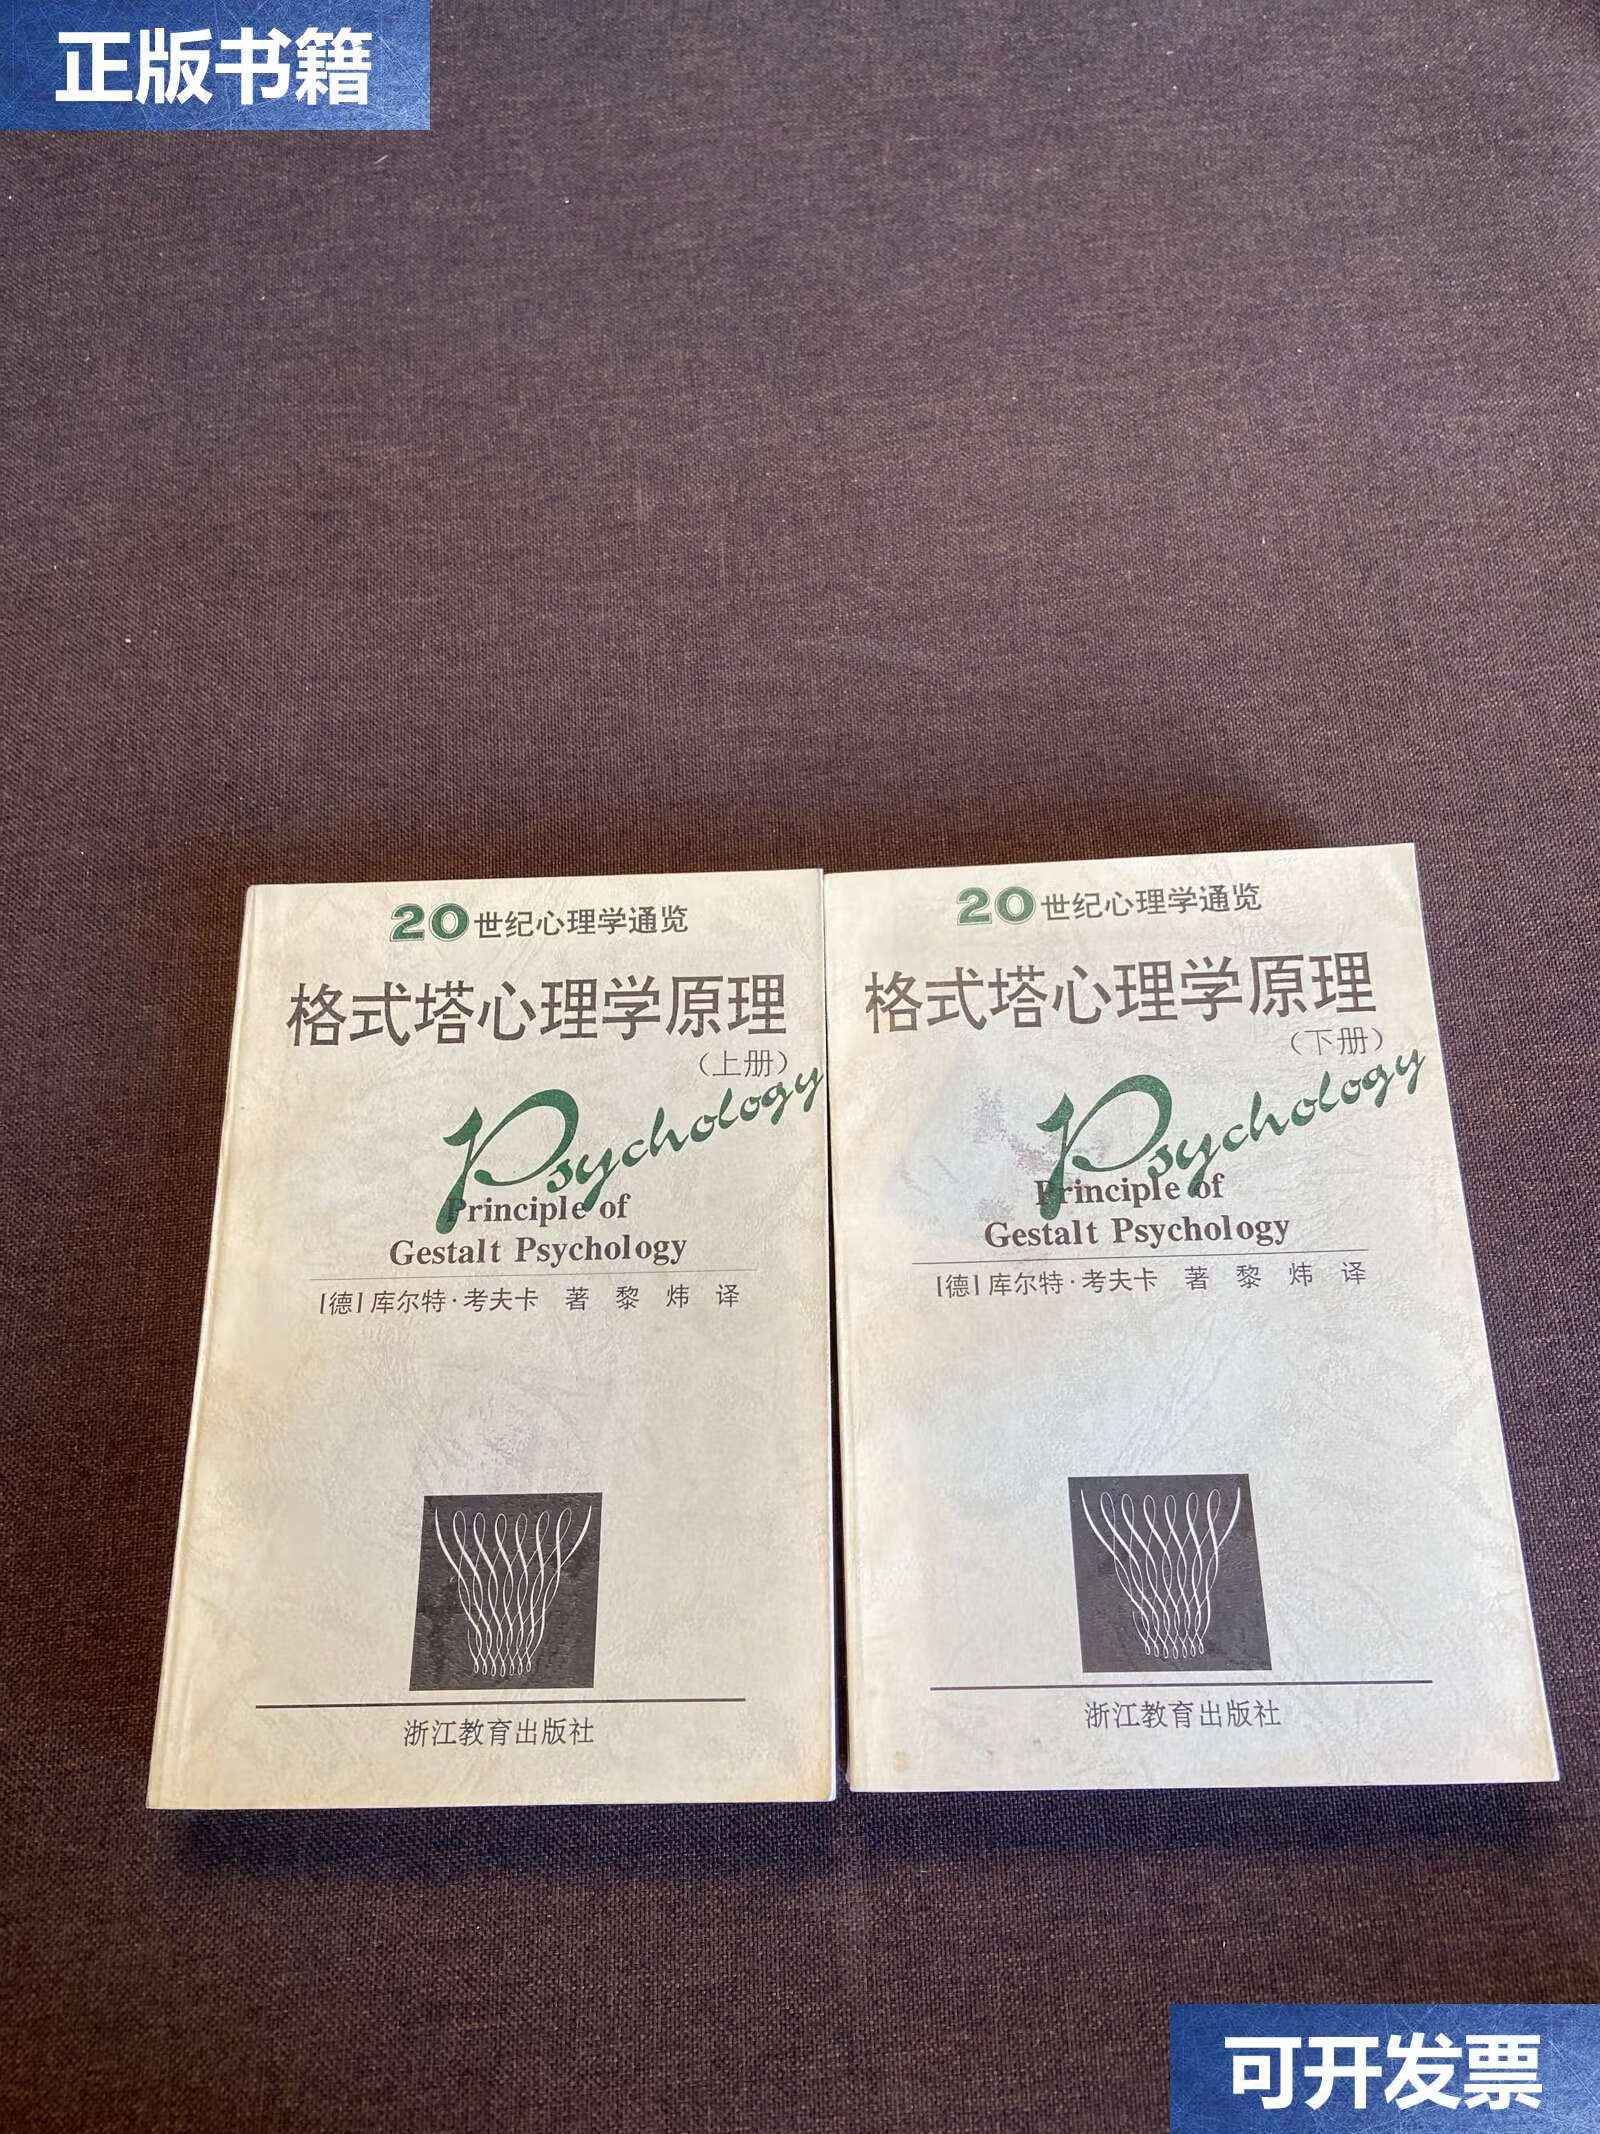 正版书籍
20世纪心理学通览
格式塔心理学原理
（上册）
Psychology
Principle of
Gestalt Psychology
[德] 库尔特·考夫卡 著 黎 炜 译
浙江教育出版社
20世纪心理学通览
格式塔心理学原理
（下册）
Psychology
Principle of
Gestalt Psychology
[德] 库尔特·考夫卡 著 黎 炜 译
浙江教育出版社
可开发票